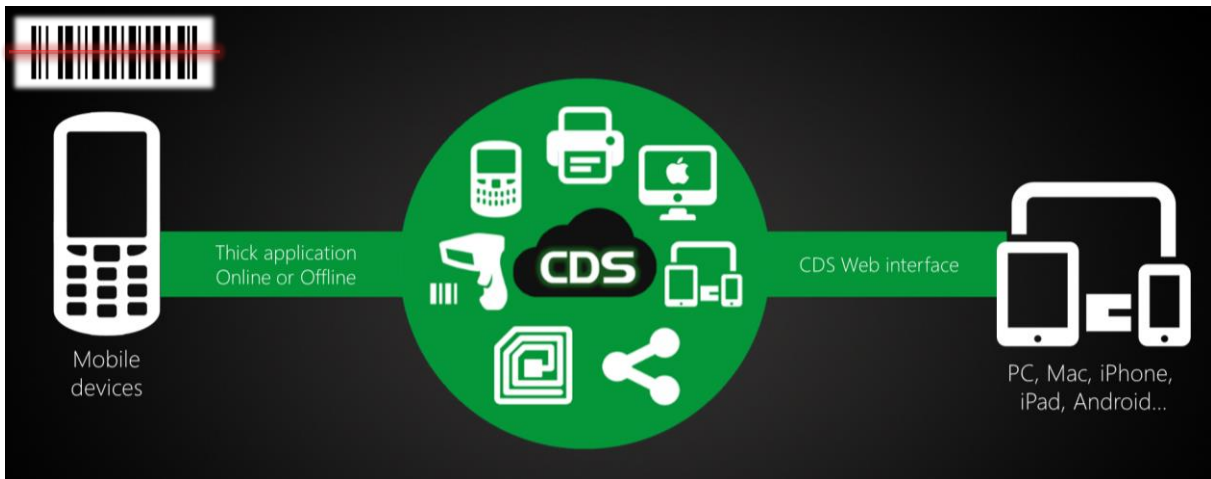 Thick application
Online or Offline
CDS
CDS Web interface
Mobile
devices
PC, Mac, iPhone,
iPad, Android...